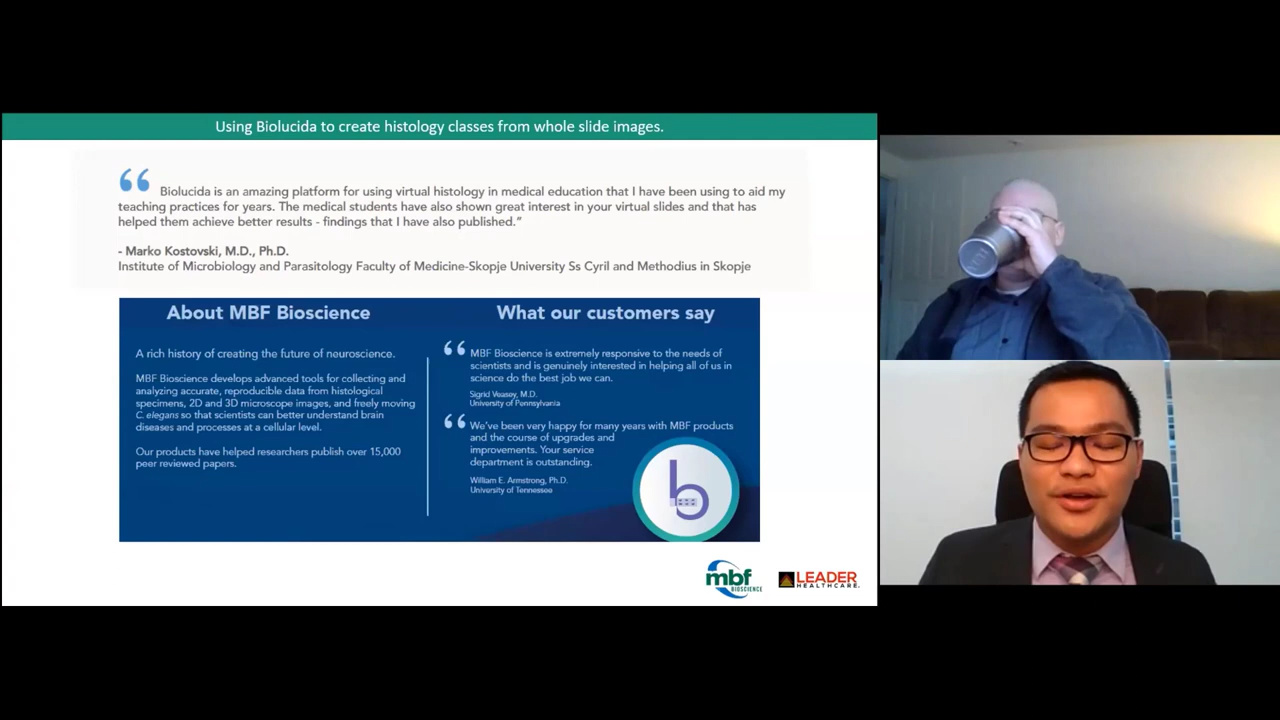 Using Biolucida to create histology classes from whole slide images.
“ Biolucida is an amazing platform for using virtual histology in medical education that I have been using to aid my
teaching practices for years. The medical students have also shown great interest in your virtual slides and that has
helped them achieve better results - findings that I have also published.”
- Marko Kostovski, M.D., Ph.D.
Institute of Microbiology and Parasitology Faculty of Medicine-Skopje University Ss Cyril and Methodius in Skopje
About MBF Bioscience
A rich history of creating the future of neuroscience.
MBF Bioscience develops advanced tools for collecting and
analyzing accurate, reproducible data from histological
specimens, 2D and 3D microscope images, and freely moving
C. elegans so that scientists can better understand brain
diseases and processes at a cellular level.
Our products have helped researchers publish over 15,000
peer reviewed papers.
What our customers say
“ MBF Bioscience is extremely responsive to the needs of
scientists and is genuinely interested in helping all of us in
science do the best job we can.
Sigrid Veasey, M.D.
University of Pennsylvania
“ We've been very happy for many years with MBF products
and the course of upgrades and
improvements. Your service
department is outstanding.
William E. Armstrong, Ph.D.
University of Tennessee
b
mbf
BIOSCIENCE
LEADER
HEALTHCARE